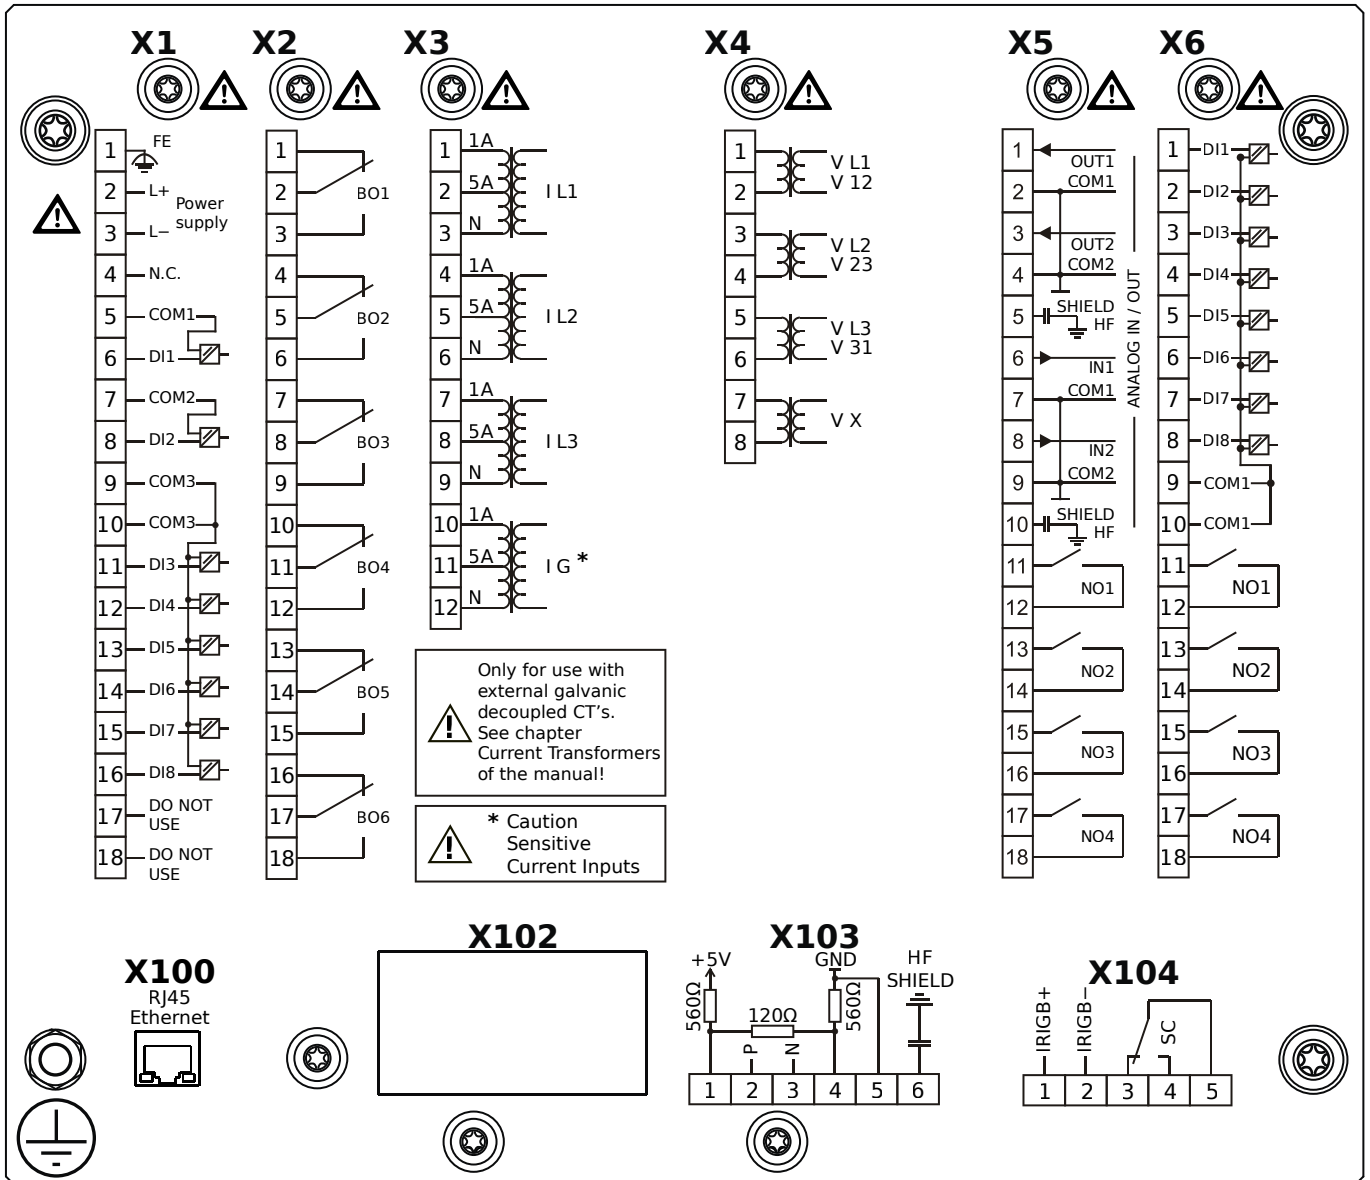 X1
X2
X3
X4
X5
X6
1 FE
2 L+
Power
supply
3 L−
4 N.C.
5 COM1
6 DI1
7 COM2
8 DI2
9 COM3
10 COM3
11 DI3
12 DI4
13 DI5
14 DI6
15 DI7
16 DI8
17 DO NOT
USE
18 DO NOT
USE
1
2 BO1
3
4
5 BO2
6
7
8 BO3
9
10
11 BO4
12
13
14 BO5
15
16
17 BO6
18
1 1A
2 5A I L1
3 N
4 1A
5 5A I L2
6 N
7 1A
8 5A I L3
9 N
10 1A
11 5A I G *
12 N
Only for use with
external galvanic
decoupled CT's.
See chapter
Current Transformers
of the manual!
* Caution
Sensitive
Current Inputs
1 V L1
2 V 12
3 V L2
4 V 23
5 V L3
6 V 31
7 V X
8
1 OUT1
2 COM1
3 OUT2
4 COM2
5 SHIELD
HF
6 IN1
7 COM1
8 IN2
9 COM2
10 SHIELD
HF
ANALOG IN / OUT
11
NO1
12
13
NO2
14
15
NO3
16
17
NO4
18
1 DI1
2 DI2
3 DI3
4 DI4
5 DI5
6 DI6
7 DI7
8 DI8
9 COM1
10 COM1
11
NO1
12
13
NO2
14
15
NO3
16
17
NO4
18
X100
RJ45
Ethernet
X102
X103
+5V
GND
HF
SHIELD
560Ω
120Ω
560Ω
P
N
1 2 3 4 5 6
X104
IRIGB+
IRIGB−
SC
1 2 3 4 5